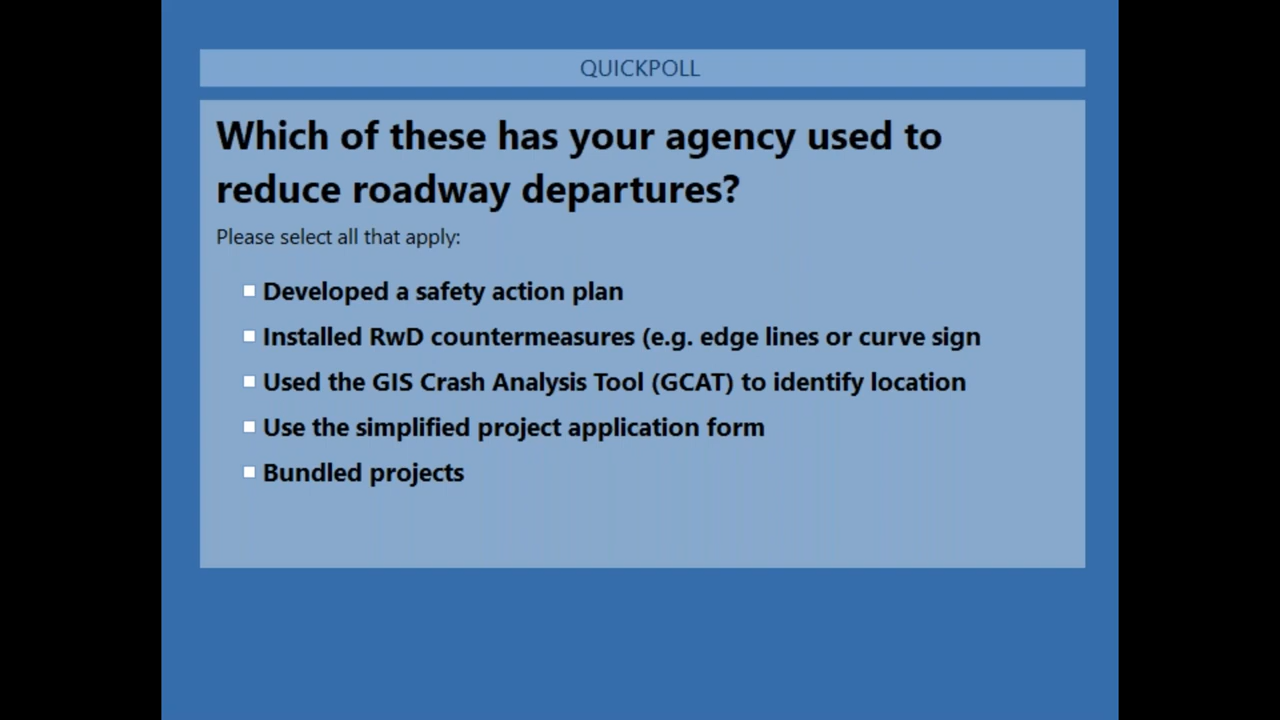 QUICKPOLL
Which of these has your agency used to
reduce roadway departures?
Please select all that apply:
Developed a safety action plan
Installed RwD countermeasures (e.g. edge lines or curve sign
Used the GIS Crash Analysis Tool (GCAT) to identify location
Use the simplified project application form
Bundled projects